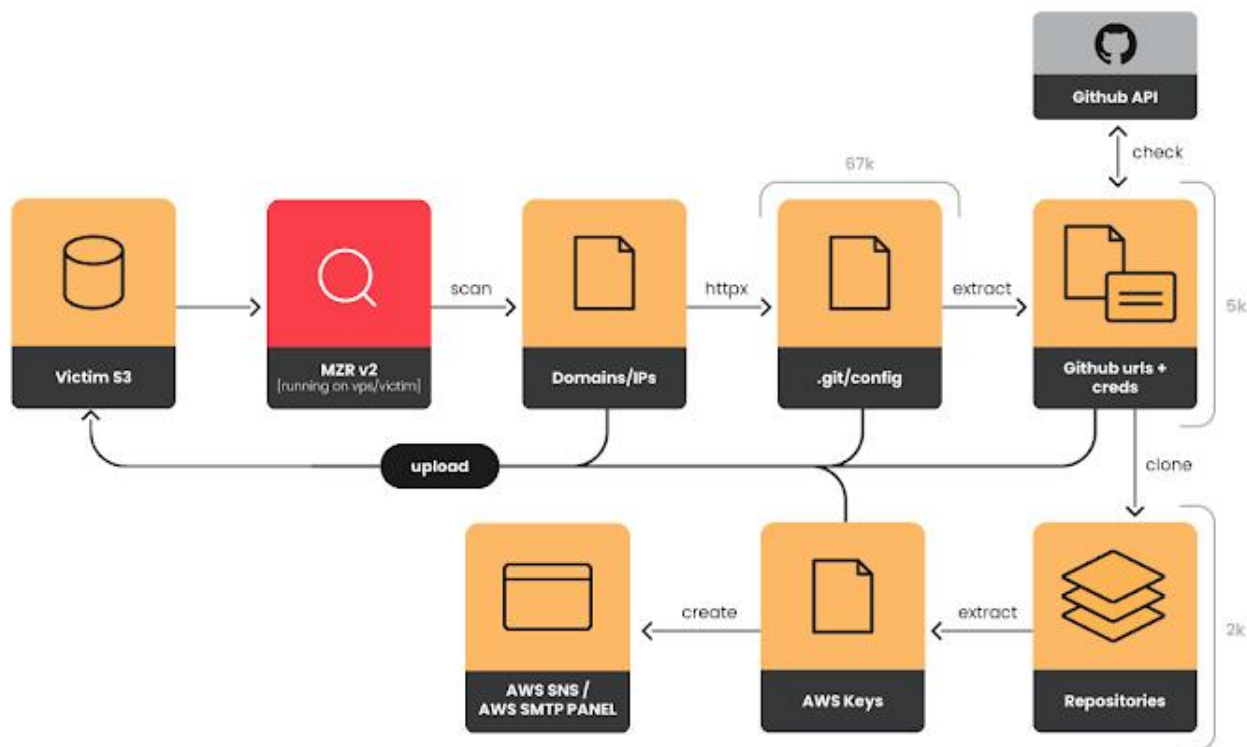 Github API
check
67k
scan
httpx
extract
5k
Victim S3
MZR v2
[running on vps/victim]
Domains/IPs
.git/config
Github urls +
creds
upload
clone
create
extract
2k
AWS SNS /
AWS SMTP PANEL
AWS Keys
Repositories